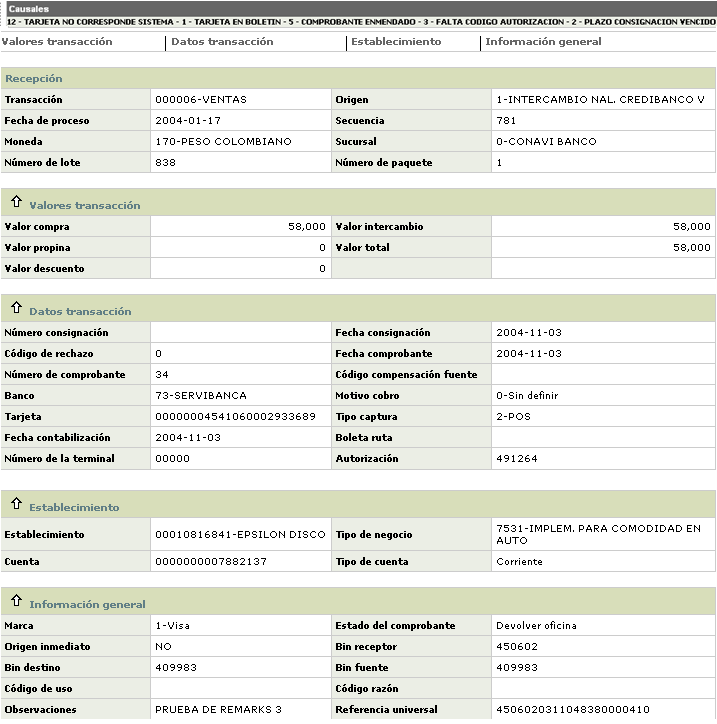 Causales
12 - TARJETA NO CORRESPONDE SISTEMA - 1 - TARJETA EN BOLETIN - 5 - COMPROBANTE ENMENDADO - 3 - FALTA CODIGO AUTORIZACION - 2 - PLAZO CONSIGNACION VENCIDO
Valores transacción Datos transacción Establecimiento Información general
Recepción
Transacción 000006-VENTAS Origen 1-INTERCAMBIO NAL. CREDIBANCO V
Fecha de proceso 2004-01-17 Secuencia 781
Moneda 170-PESO COLOMBIANO Sucursal 0-CONAVI BANCO
Número de lote 838 Número de paquete 1
Valores transacción
Valor compra 58,000 Valor intercambio 58,000
Valor propina 0 Valor total 58,000
Valor descuento 0
Datos transacción
Número consignación Fecha consignación 2004-11-03
Código de rechazo 0 Fecha comprobante 2004-11-03
Número de comprobante 34 Código compensación fuente
Banco 73-SERVIBANCA Motivo cobro 0-Sin definir
Tarjeta 00000004541060002933689 Tipo captura 2-POS
Fecha contabilización 2004-11-03 Boleta ruta
Número de la terminal 00000 Autorización 491264
Establecimiento
Establecimiento 00010816841-EPSILON DISCO Tipo de negocio 7531-IMPLEM. PARA COMODIDAD EN
AUTO
Cuenta 0000000007882137 Tipo de cuenta Corriente
Información general
Marca 1-Visa Estado del comprobante Devolver oficina
Origen inmediato NO Bin receptor 450602
Bin destino 409983 Bin fuente 409983
Código de uso Código razón
Observaciones PRUEBA DE REMARKS 3 Referencia universal 4506020311048380000410